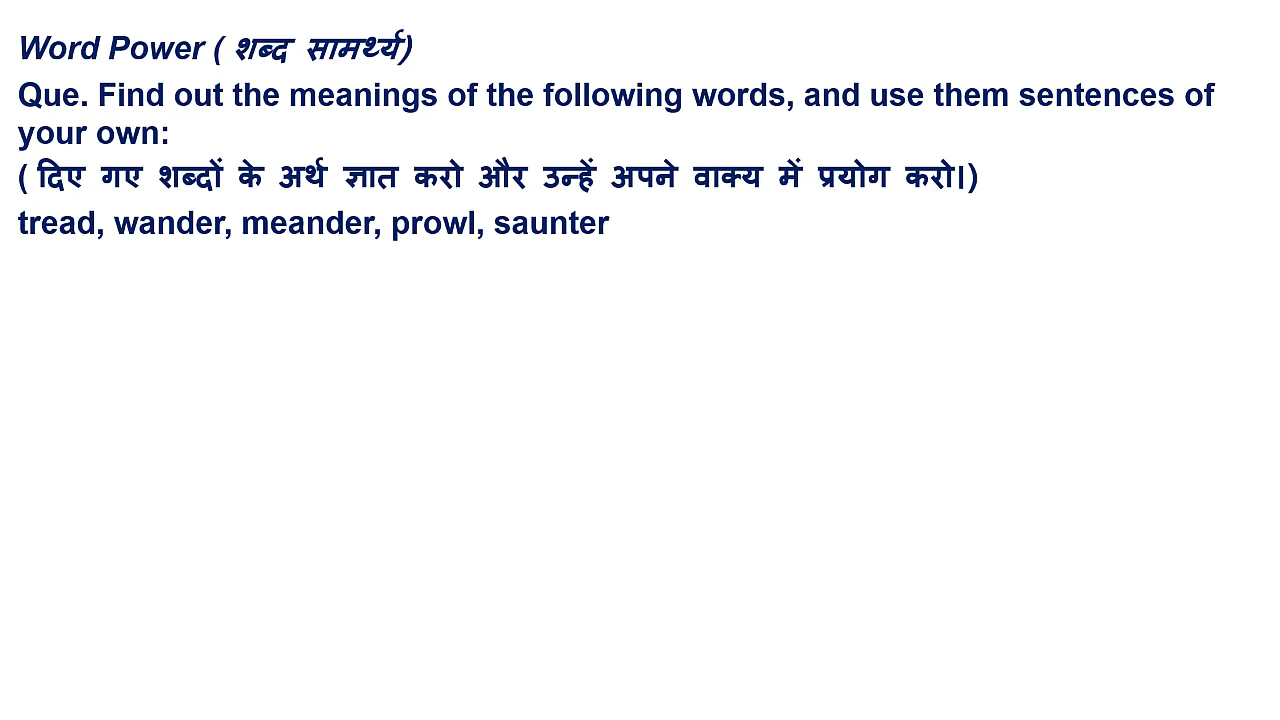 Word Power ( शब्द सामर्थ्य)
Que. Find out the meanings of the following words, and use them sentences of
your own:
( दिए गए शब्दों के अर्थ ज्ञात करो और उन्हें अपने वाक्य में प्रयोग करो।)
tread, wander, meander, prowl, saunter